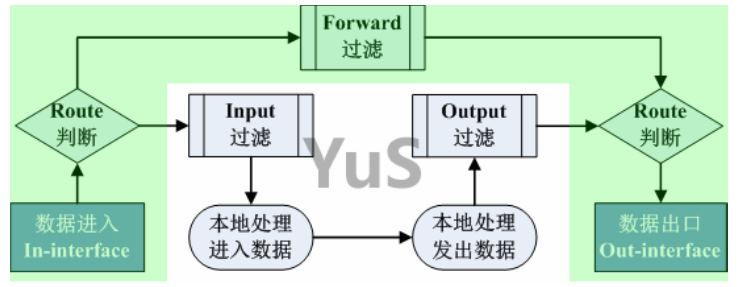 Forward
过滤
Route
判断
Input
过滤
Output
过滤
Route
判断
YuS
数据进入
In-interface
本地处理
进入数据
本地处理
发出数据
数据出口
Out-interface